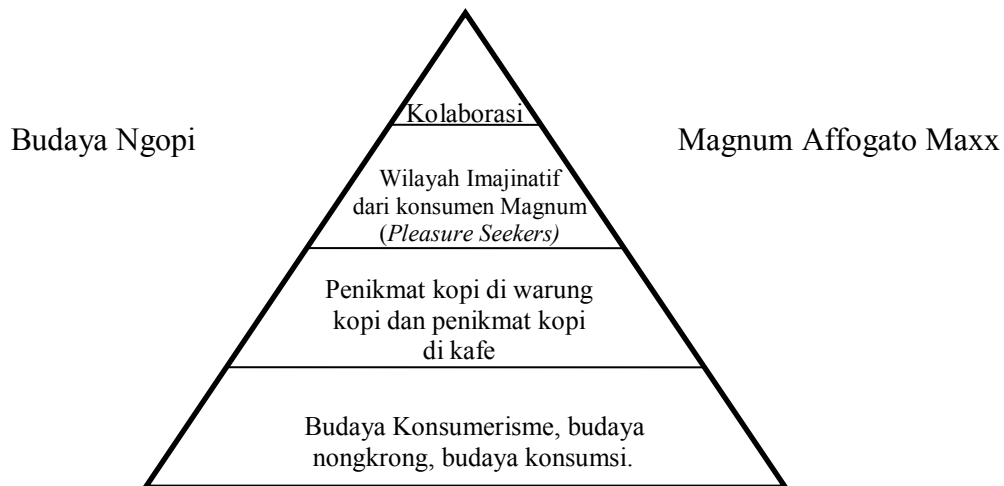 Kolaborasi
Budaya Ngopi
Magnum Affogato Maxx
Wilayah Imajinatif
dari konsumen Magnum
(Pleasure Seekers)
Penikmat kopi di warung
kopi dan penikmat kopi
di kafe
Budaya Konsumerisme, budaya
nongkrong, budaya konsumsi.